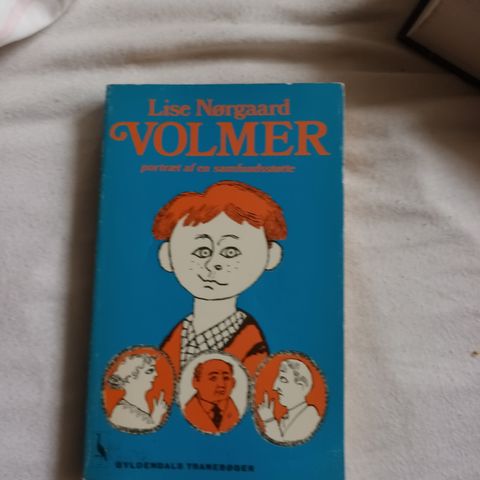 Lise Nørgaard
VOLMER
portræt af en samfundsstøtte
GYLDENDALS TRANEBØGER